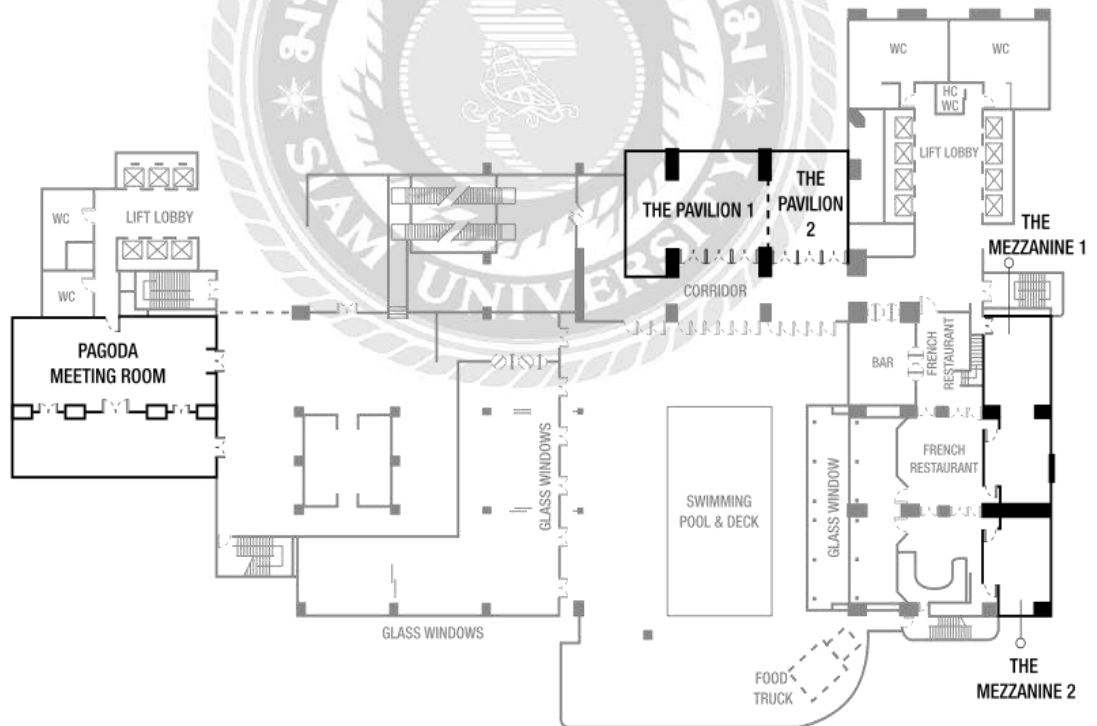 WC
WC
HC
WC
LIFT LOBBY
THE PAVILION 1
THE
PAVILION
2
THE
MEZZANINE 1
WC
LIFT LOBBY
WC
SIAM UNIVERSITY
CORRIDOR
PAGODA
MEETING ROOM
BAR
FRENCH
RESTAURANT
FRENCH
RESTAURANT
GLASS WINDOWS
SWIMMING
POOL & DECK
GLASS WINDOW
GLASS WINDOWS
FOOD
TRUCK
THE
MEZZANINE 2